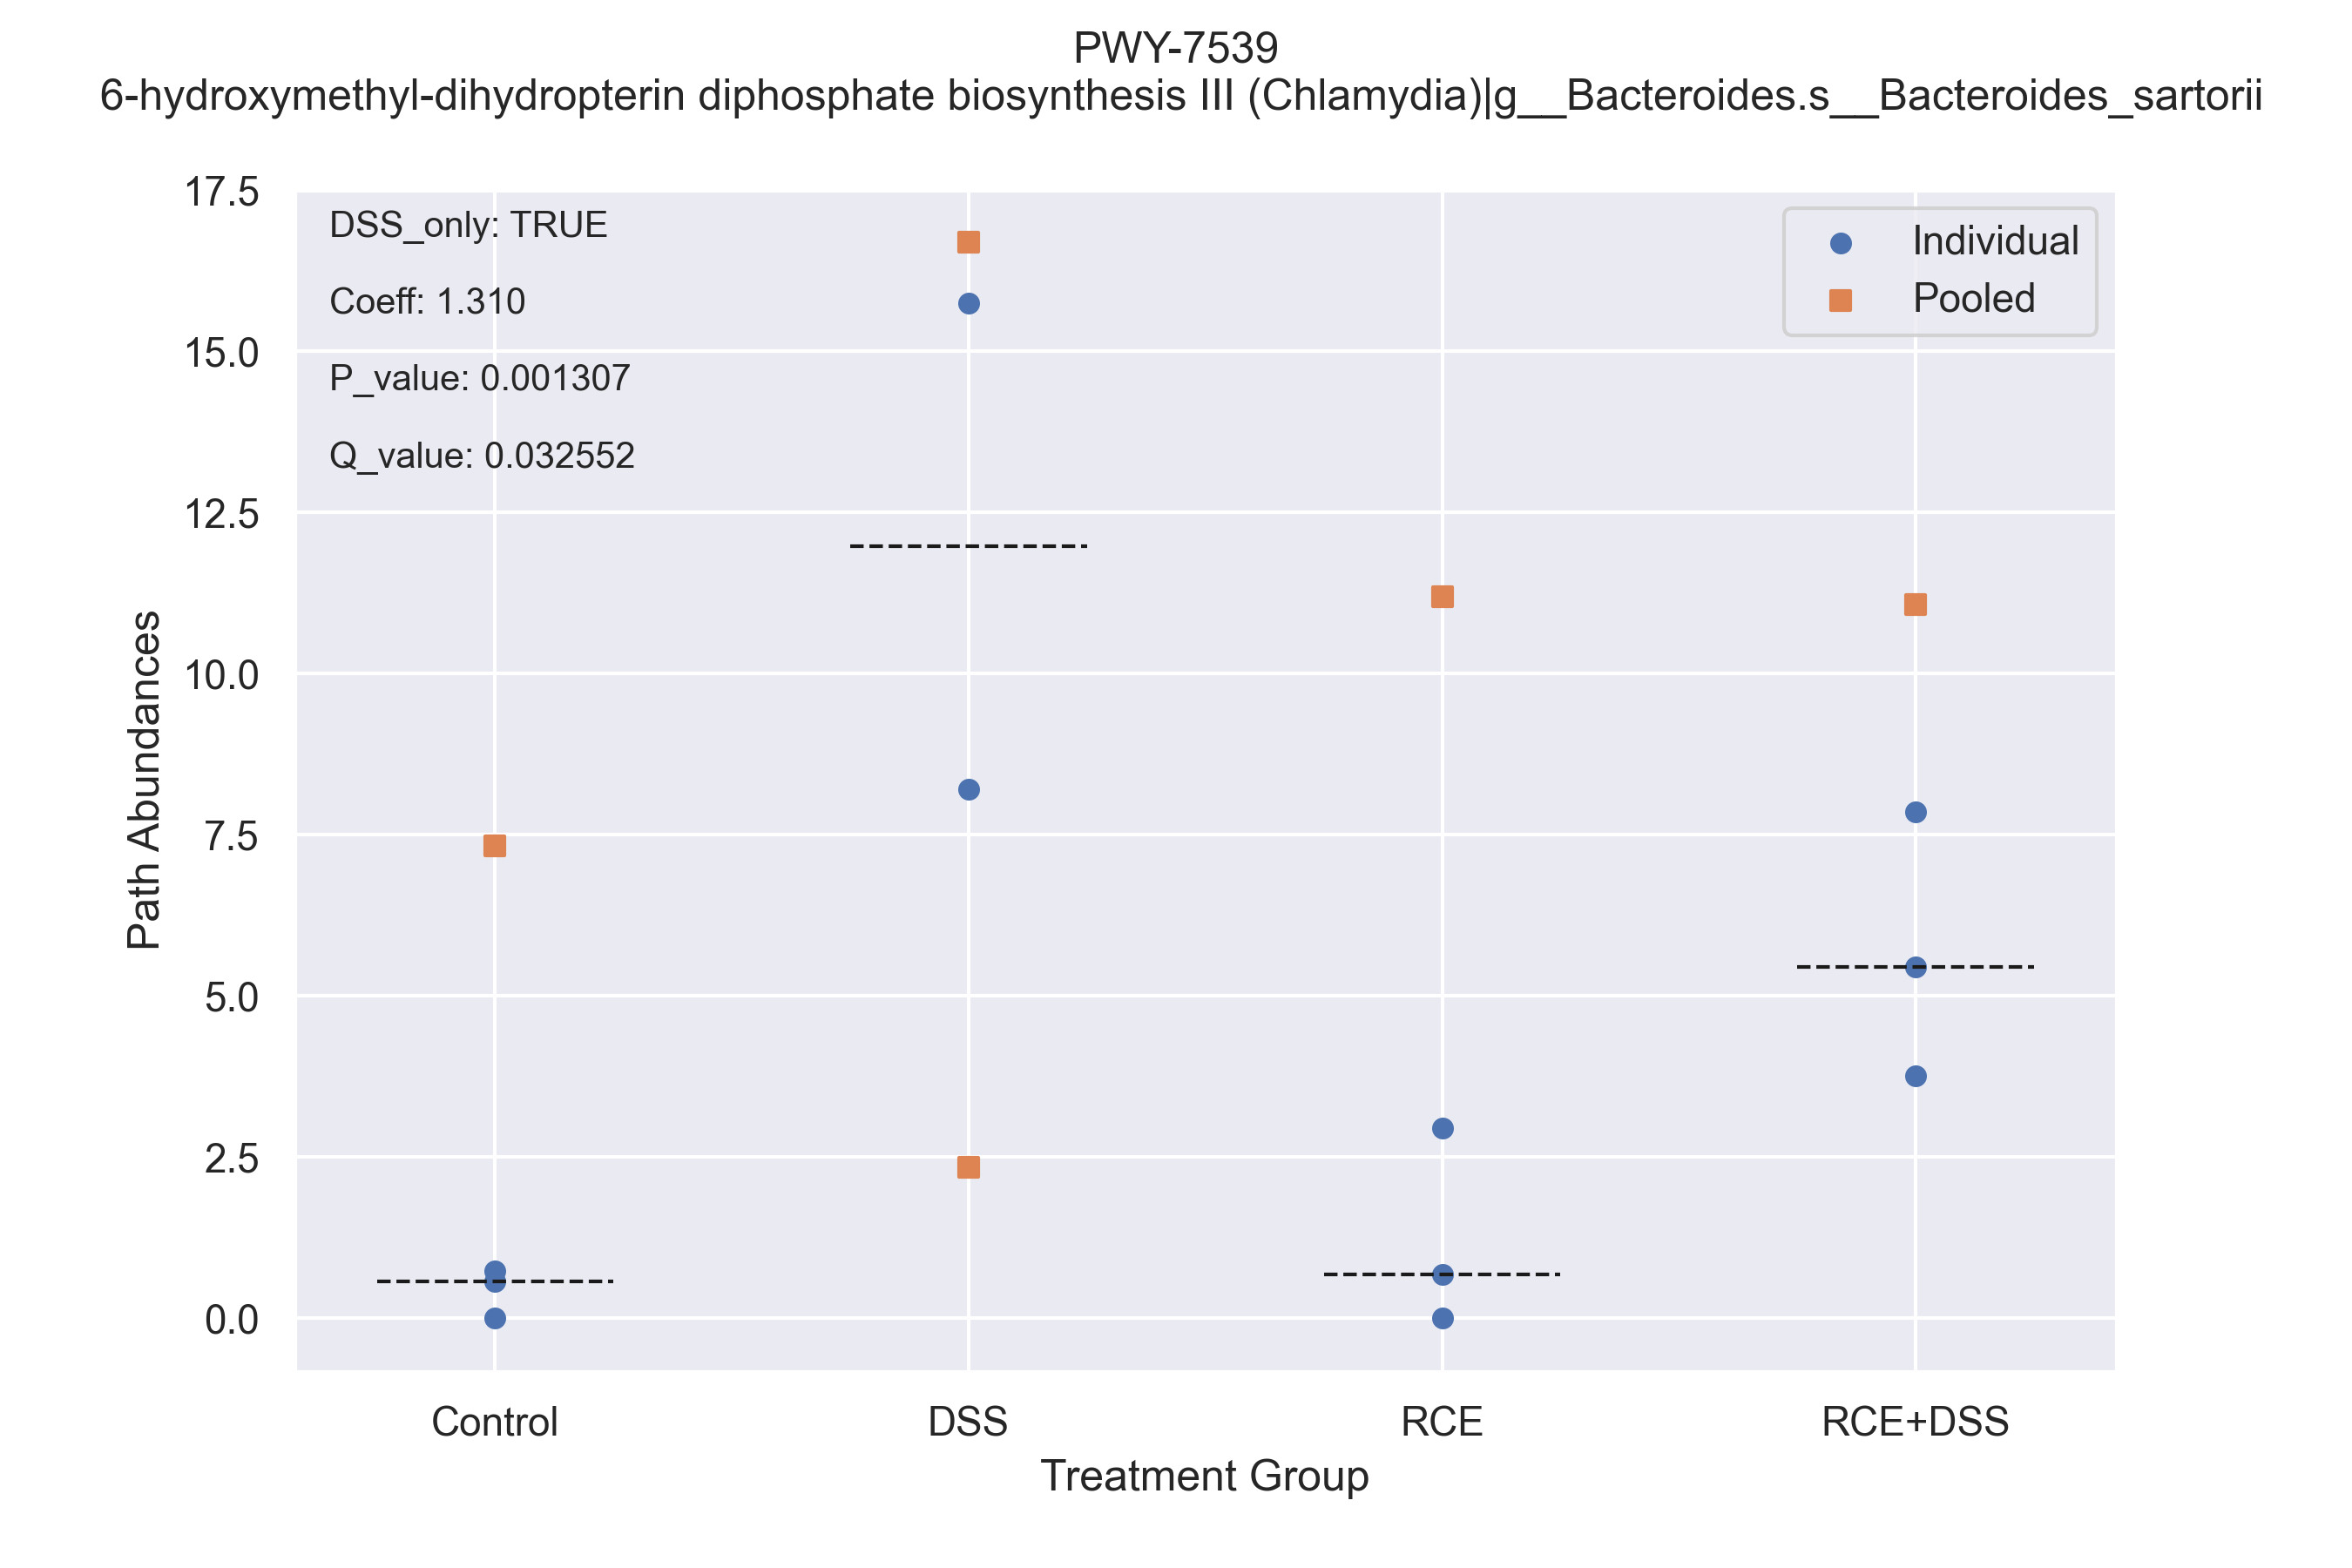 PWY-7539
6-hydroxymethyl-dihydropterin diphosphate biosynthesis III (Chlamydia)|g__Bacteroides.s__Bacteroides_sartorii
17.5
15.0
12.5
10.0
7.5
5.0
2.5
0.0
Path Abundances
DSS_only: TRUE
Coeff: 1.310
P_value: 0.001307
Q_value: 0.032552
Individual
Pooled
Control
DSS
RCE
RCE+DSS
Treatment Group